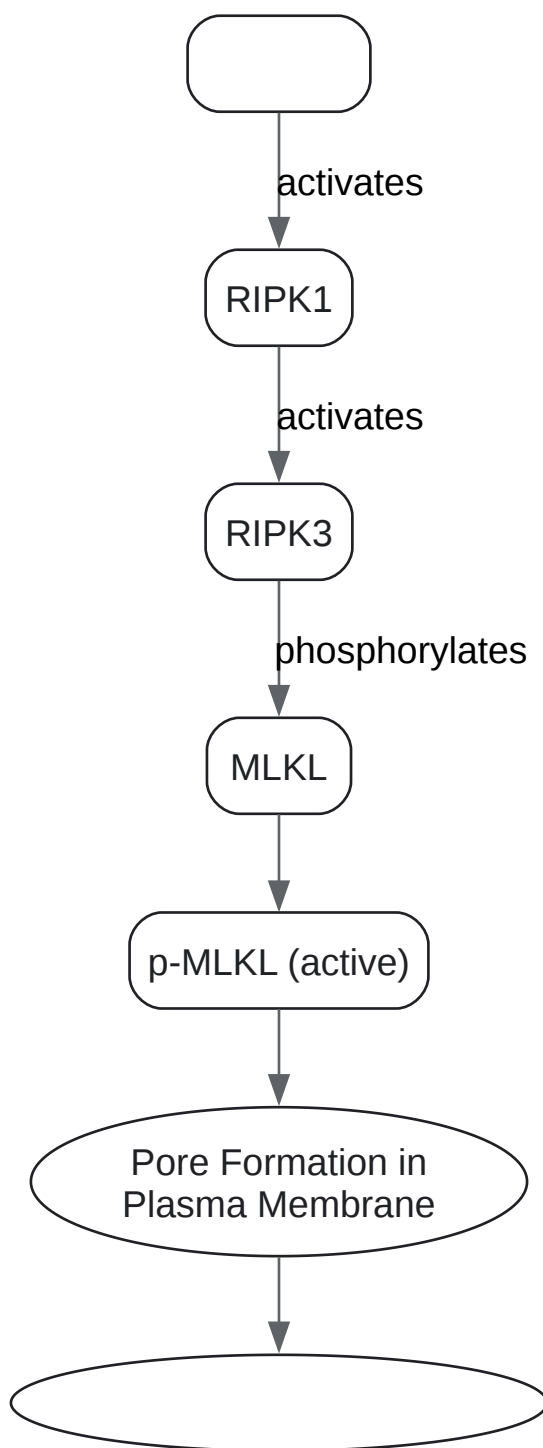 activates
RIPK1
activates
RIPK3
phosphorylates
MLKL
p-MLKL (active)
Pore Formation in
Plasma Membrane